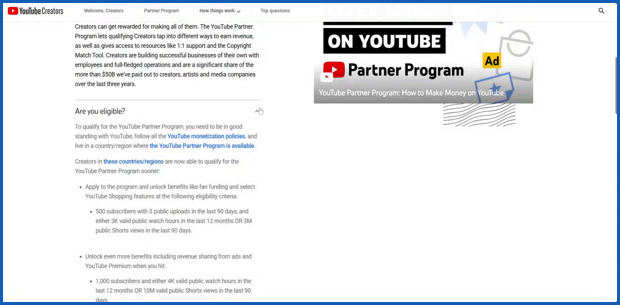 YouTube Creators
Welcome, Creators
Partner Program
How things work
Top questions
Creators can get rewarded for making all of them. The YouTube Partner
Program lets qualifying Creators tap into different ways to earn revenue,
as well as gives access to resources like 1:1 support and the Copyright
Match Tool. Creators are building successful businesses of their own with
employees and full-fledged operations and are a significant share of the
more than $50B we've paid out to creators, artists and media companies
over the last three years.
ON YOUTUBE
Partner Program
Ad
YouTube Partner Program: How to Make Money on YouTube
Are you eligible?
To qualify for the YouTube Partner Program, you need to be in good
standing with YouTube, follow all the YouTube monetization policies, and
live in a country/region where the YouTube Partner Program is available.
Creators in these countries/regions are now able to qualify for the
YouTube Partner Program sooner:
• Apply to the program and unlock benefits like fan funding and select
YouTube Shopping features at the following eligibility criteria:
• 500 subscribers with 3 public uploads in the last 90 days, and
either 3K valid public watch hours in the last 12 months OR 3M
public Shorts views in the last 90 days.
• Unlock even more benefits including revenue sharing from ads and
YouTube Premium when you hit:
• 1,000 subscribers and either 4K valid public watch hours in the
last 12 months OR 10M valid public Shorts views in the last 90
days.